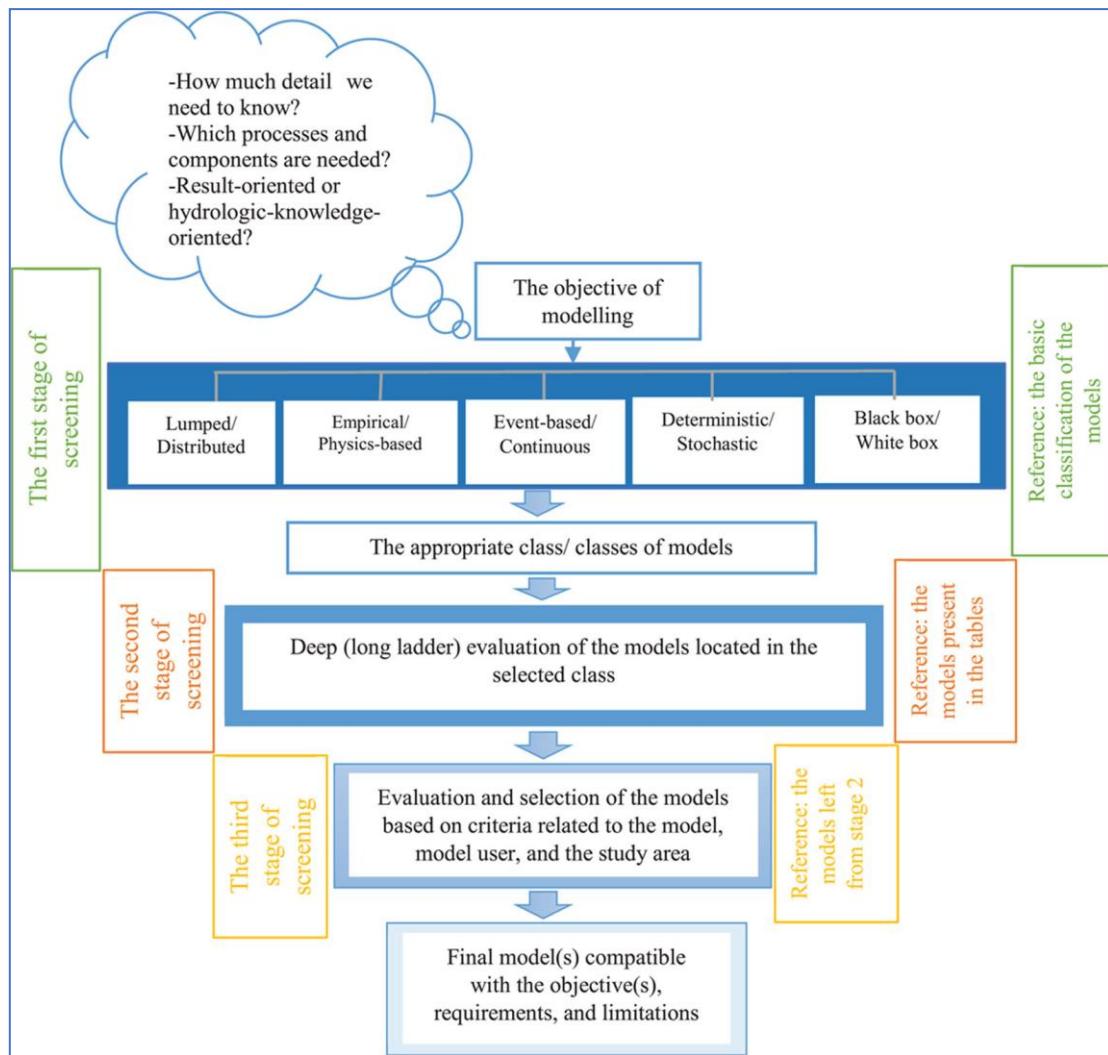 -How much detail we
need to know?
-Which processes and
components are needed?
-Result-oriented or
hydrologic-knowledge-
oriented?
The objective of
modelling
The first stage of
screening
Reference: the basic
classification of the
models
Lumped/
Distributed
Empirical/
Physics-based
Event-based/
Continuous
Deterministic/
Stochastic
Black box/
White box
The appropriate class/ classes of models
The second
stage of
screening
Reference: the
models present
in the tables
Deep (long ladder) evaluation of the models located in the
selected class
The third
stage of
screening
Reference: the
models left
from stage 2
Evaluation and selection of the models
based on criteria related to the model,
model user, and the study area
Final model(s) compatible
with the objective(s),
requirements, and limitations